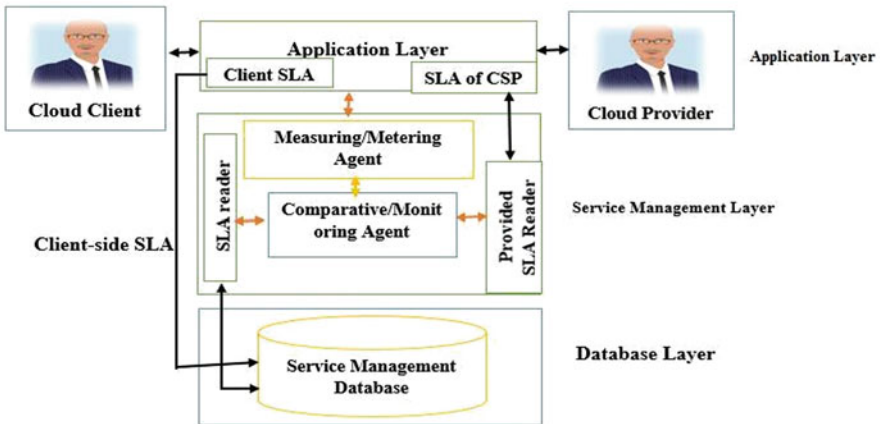 Cloud Client
Application Layer
Client SLA
SLA of CSP
Cloud Provider
Application Layer
Measuring/Metering
Agent
SLA reader
Comparative/Monit
oring Agent
Provided
SLA Reader
Service Management Layer
Client-side SLA
Service Management
Database
Database Layer